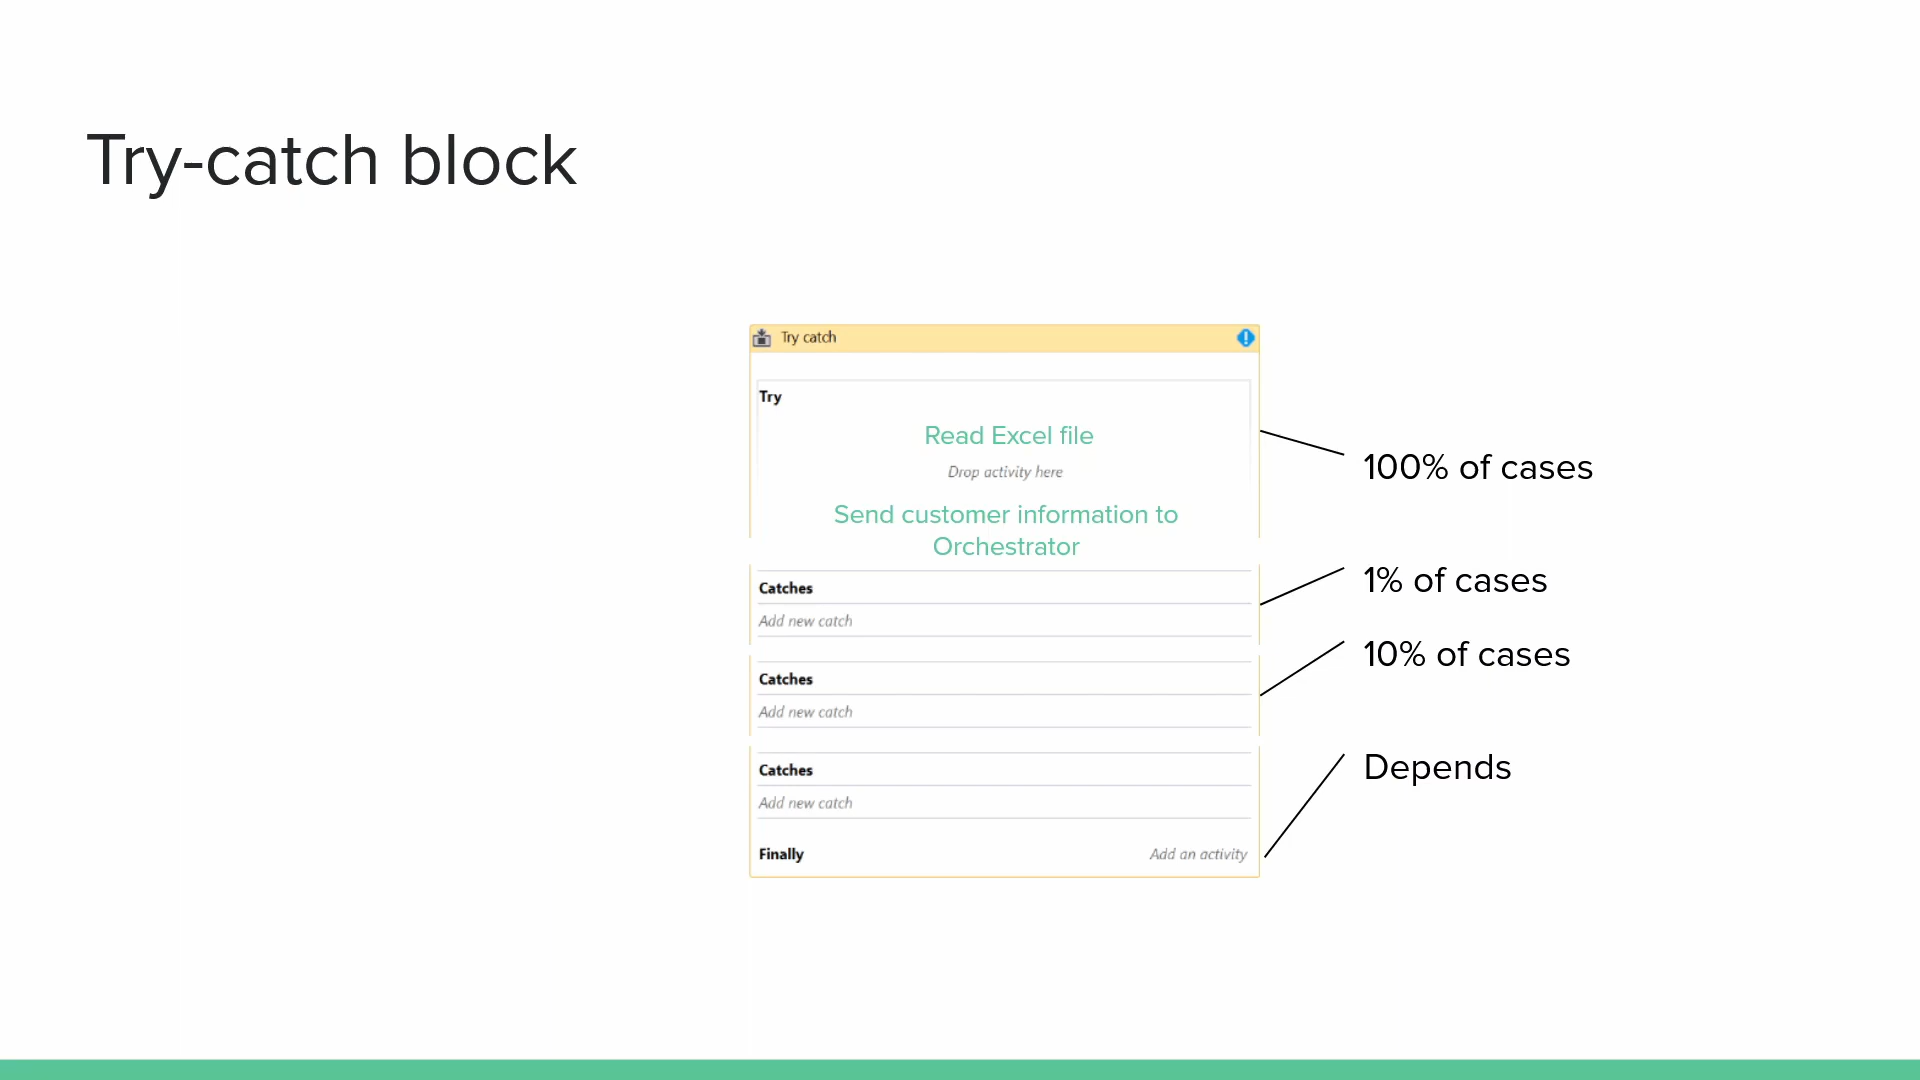 Try-catch block
Try catch
Try
Read Excel file
Drop activity here
Send customer information to
Orchestrator
Catches
Add new catch
Catches
Add new catch
Catches
Add new catch
Finally
Add an activity
100% of cases
1% of cases
10% of cases
Depends